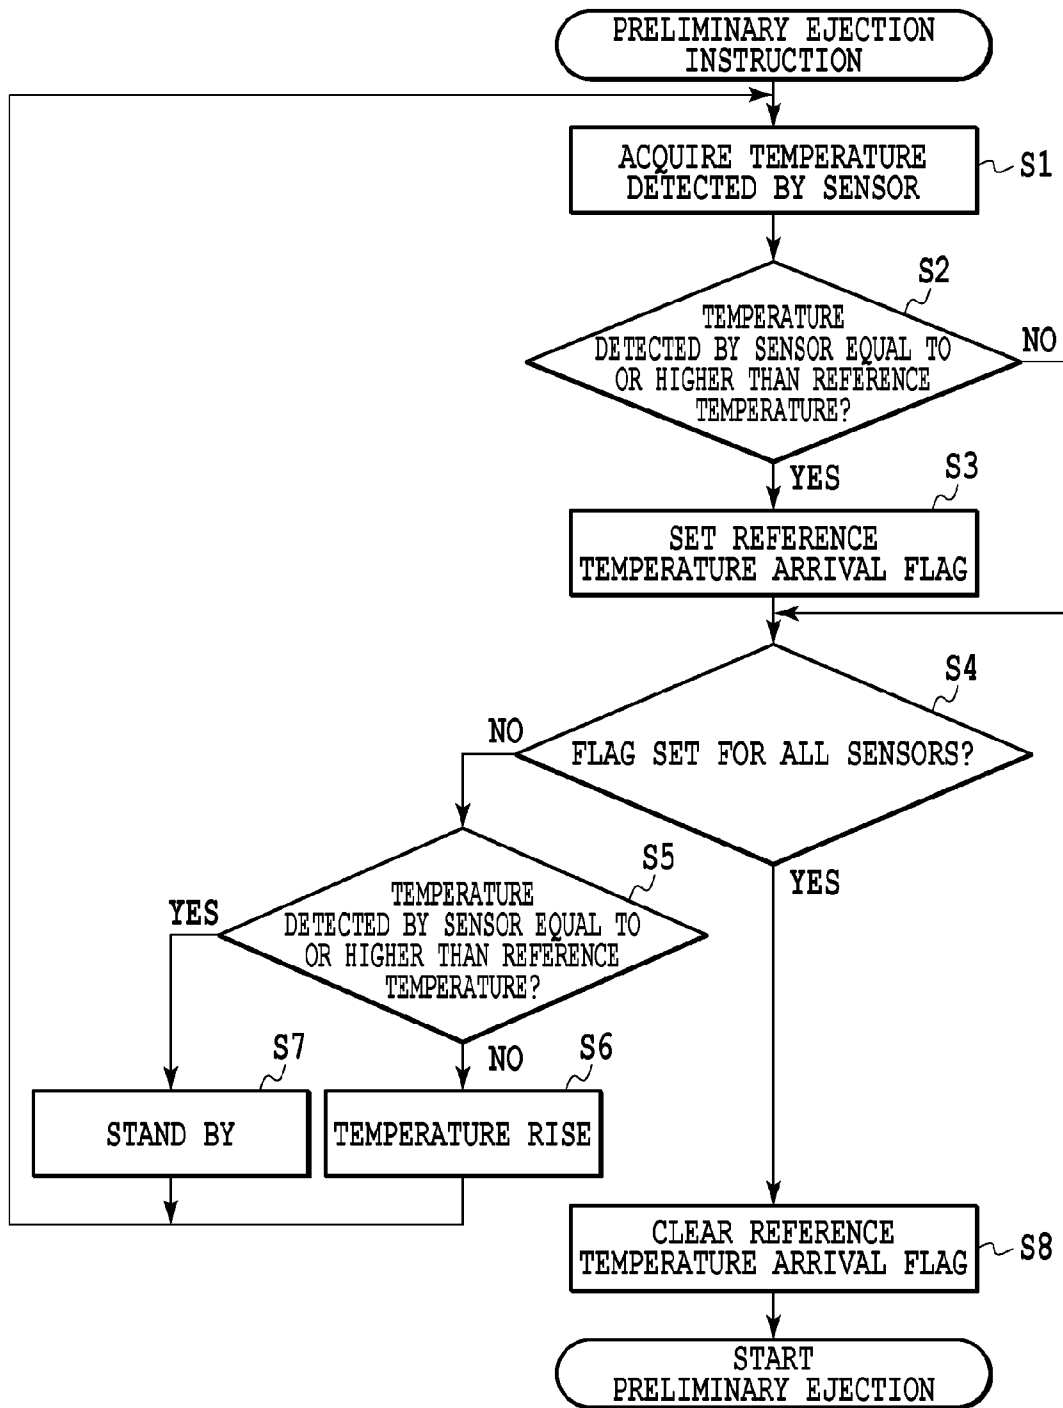 PRELIMINARY EJECTION
INSTRUCTION
ACQUIRE TEMPERATURE
DETECTED BY SENSOR
S1
S2
TEMPERATURE
DETECTED BY SENSOR EQUAL TO
OR HIGHER THAN REFERENCE
TEMPERATURE?
NO
YES
S3
SET REFERENCE
TEMPERATURE ARRIVAL FLAG
S4
NO
FLAG SET FOR ALL SENSORS?
YES
S5
YES
TEMPERATURE
DETECTED BY SENSOR EQUAL TO
OR HIGHER THAN REFERENCE
TEMPERATURE?
NO
S7
STAND BY
S6
TEMPERATURE RISE
CLEAR REFERENCE
TEMPERATURE ARRIVAL FLAG
S8
START
PRELIMINARY EJECTION